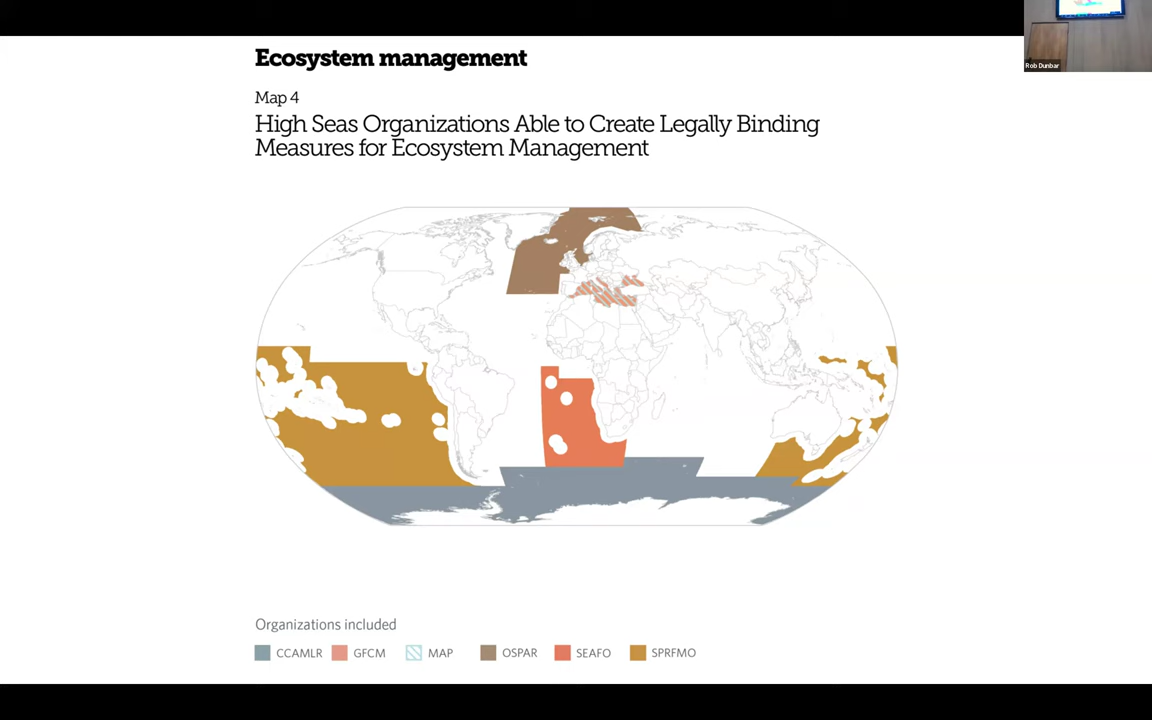 Ecosystem management
Rob Dunbar
Map 4
High Seas Organizations Able to Create Legally Binding
Measures for Ecosystem Management
Organizations included
CCAMLR GFCM MAP OSPAR SEAFO SPRFMO